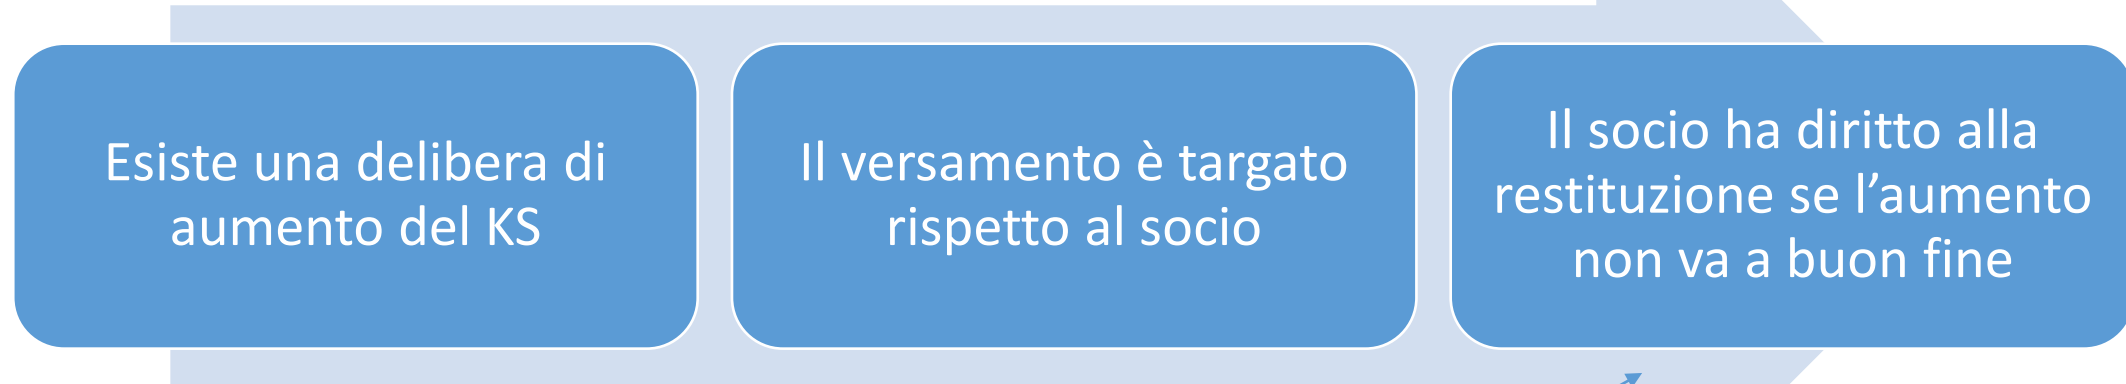 Esiste una delibera di
aumento del KS
Il versamento è targato
rispetto al socio
Il socio ha diritto alla
restituzione se l’aumento
non va a buon fine